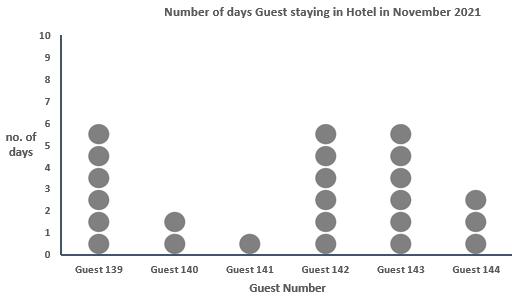 Number of days Guest staying in Hotel in November 2021
10
9
8
7
6
5
4
3
2
1
0
no. of
days
Guest 139 Guest 140 Guest 141 Guest 142 Guest 143 Guest 144
Guest Number